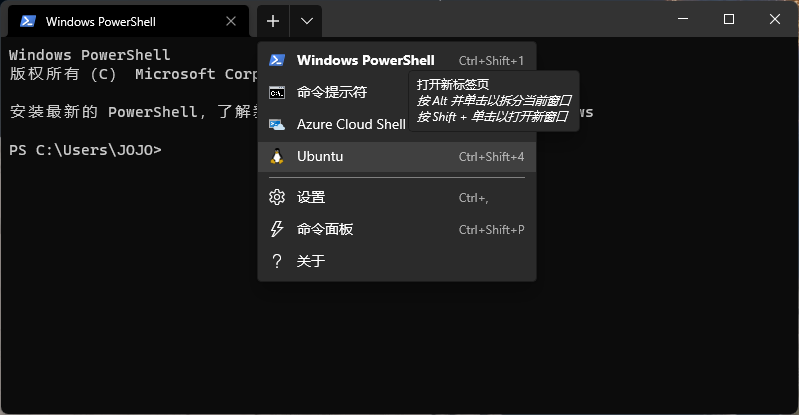 Windows PowerShell
Windows PowerShell
版权所有 (C) Microsoft Corp
安装最新的 PowerShell, 了解
ws
PS C:\Users\JOJO>
Windows PowerShell Ctrl+Shift+1
命令提示符
Azure Cloud Shell
Ubuntu Ctrl+Shift+4
设置 Ctrl+,
命令面板 Ctrl+Shift+P
关于
打开新标签页
按 Alt 并单击以拆分当前窗口
按 Shift + 单击以打开新窗口